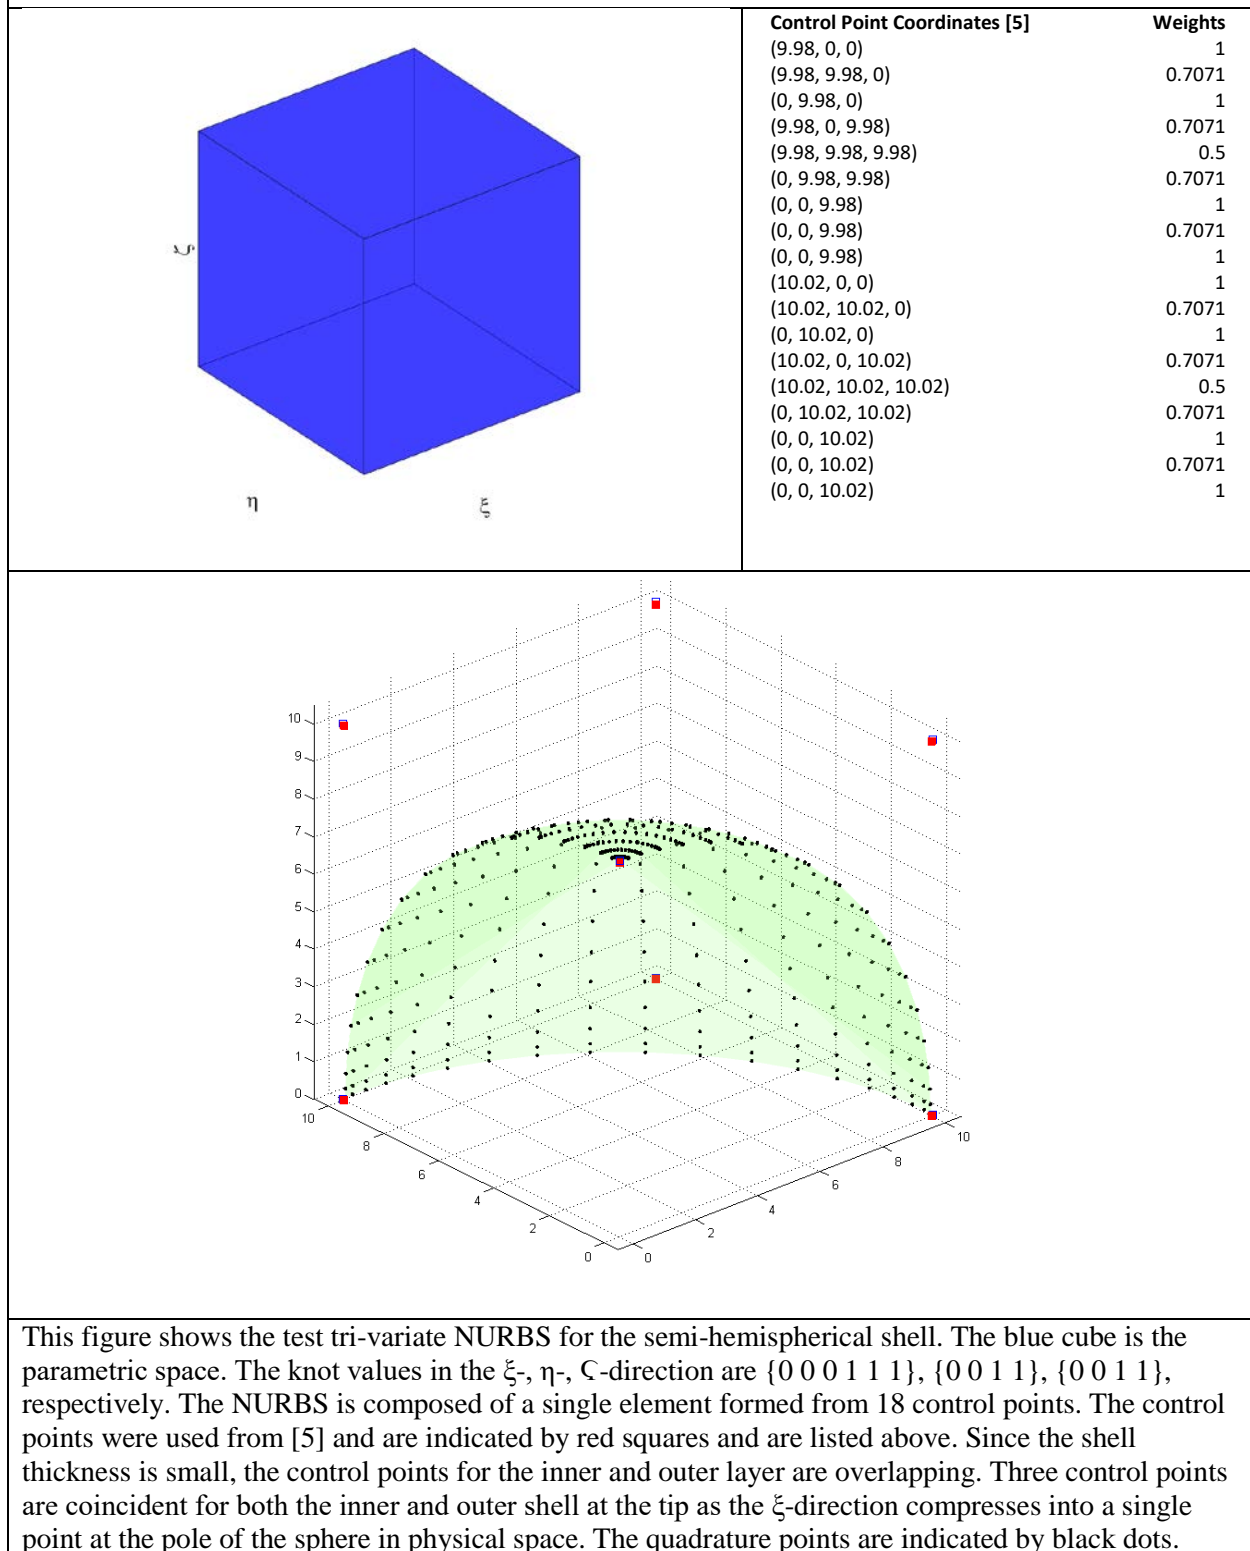 Control Point Coordinates [5] Weights
(9.98, 0, 0) 1
(9.98, 9.98, 0) 0.7071
(0, 9.98, 0) 1
(9.98, 0, 9.98) 0.7071
(9.98, 9.98, 9.98) 0.5
(0, 9.98, 9.98) 0.7071
(0, 0, 9.98) 1
(0, 0, 9.98) 0.7071
(0, 0, 9.98) 1
(10.02, 0, 0) 1
(10.02, 10.02, 0) 0.7071
(0, 10.02, 0) 1
(10.02, 0, 10.02) 0.7071
(10.02, 10.02, 10.02) 0.5
(0, 10.02, 10.02) 0.7071
(0, 0, 10.02) 1
(0, 0, 10.02) 0.7071
(0, 0, 10.02) 1
ζ
η
ξ
10
9
8
7
6
5
4
3
2
1
0
10
8
6
4
2
0
0
2
4
6
8
10
This figure shows the test tri-variate NURBS for the semi-hemispherical shell. The blue cube is the
parametric space. The knot values in the ξ-, η-, Ϛ-direction are {0 0 0 1 1 1}, {0 0 1 1}, {0 0 1 1},
respectively. The NURBS is composed of a single element formed from 18 control points. The control
points were used from [5] and are indicated by red squares and are listed above. Since the shell
thickness is small, the control points for the inner and outer layer are overlapping. Three control points
are coincident for both the inner and outer shell at the tip as the ξ-direction compresses into a single
point at the pole of the sphere in physical space. The quadrature points are indicated by black dots.